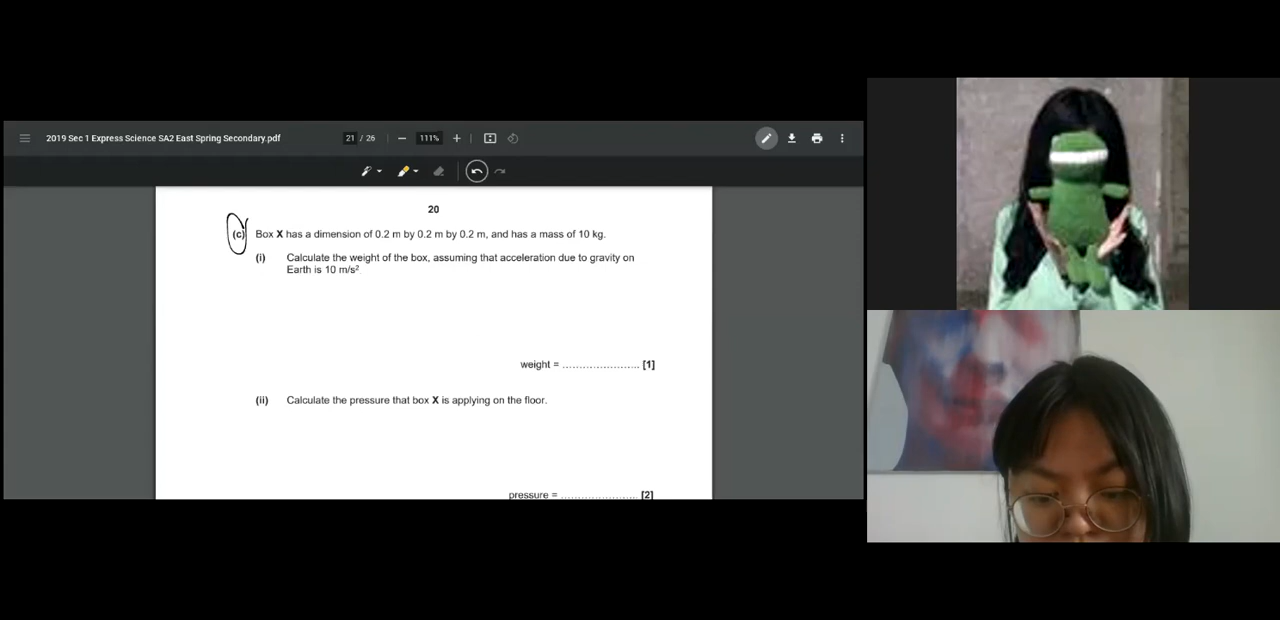 2019 Sec 1 Express Science SA2 East Spring Secondary.pdf 21 / 26 — 111% +
20
(c) Box X has a dimension of 0.2 m by 0.2 m by 0.2 m, and has a mass of 10 kg.
(i) Calculate the weight of the box, assuming that acceleration due to gravity on
Earth is 10 m/s²
weight = ........................ [1]
(ii) Calculate the pressure that box X is applying on the floor.
pressure = ........................ [2]